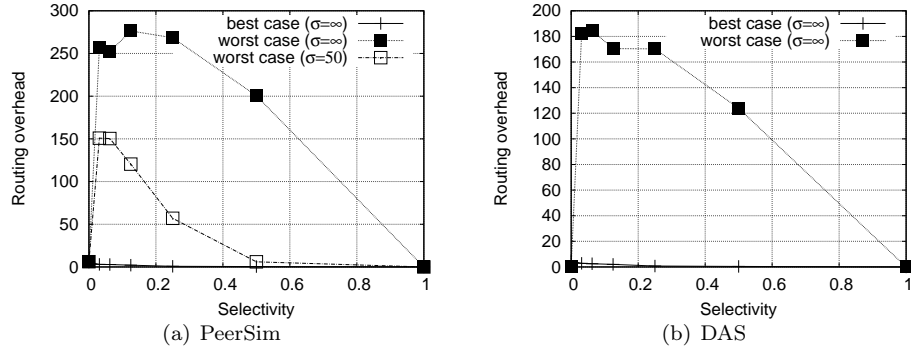 300
250
200
150
100
50
0
Routing overhead
best case (σ=∞)
worst case (σ=∞)
worst case (σ=50)
0 0.2 0.4 0.6 0.8 1
Selectivity
(a) PeerSim
200
180
160
140
120
100
80
60
40
20
0
Routing overhead
best case (σ=∞)
worst case (σ=∞)
0 0.2 0.4 0.6 0.8 1
Selectivity
(b) DAS